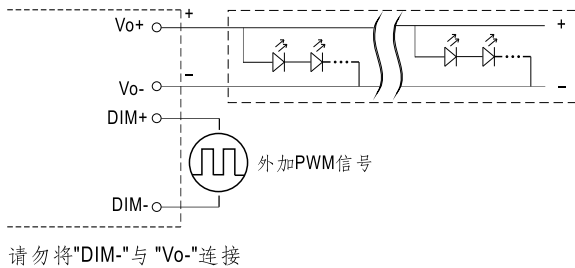 Vo+
+
+
Vo-
−
−
DIM+
外加PWM信号
DIM-
请勿将"DIM-"与 "Vo-"连接